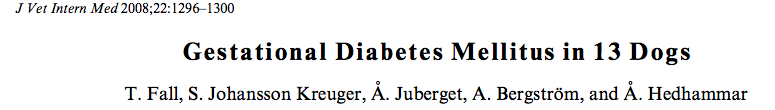 J Vet Intern Med 2008;22:1296–1300
Gestational Diabetes Mellitus in 13 Dogs
T. Fall, S. Johansson Kreuger, Å. Juberget, A. Bergström, and Å. Hedhammar